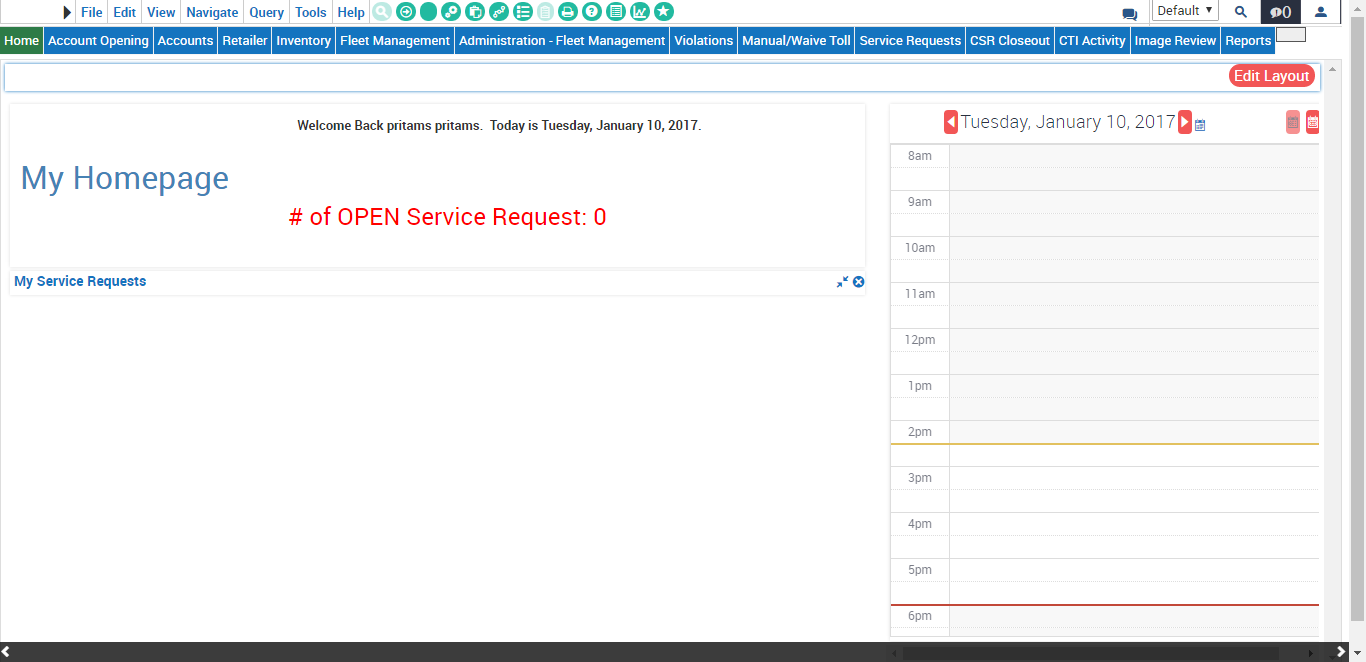 File Edit View Navigate Query Tools Help Default 0
Home Account Opening Accounts Retailer Inventory Fleet Management Administration - Fleet Management Violations Manual/Waive Toll Service Requests CSR Closeout CTI Activity Image Review Reports
Edit Layout
Welcome Back pritams pritams.  Today is Tuesday, January 10, 2017.
My Homepage
# of OPEN Service Request: 0
My Service Requests
Tuesday, January 10, 2017
8am
9am
10am
11am
12pm
1pm
2pm
3pm
4pm
5pm
6pm